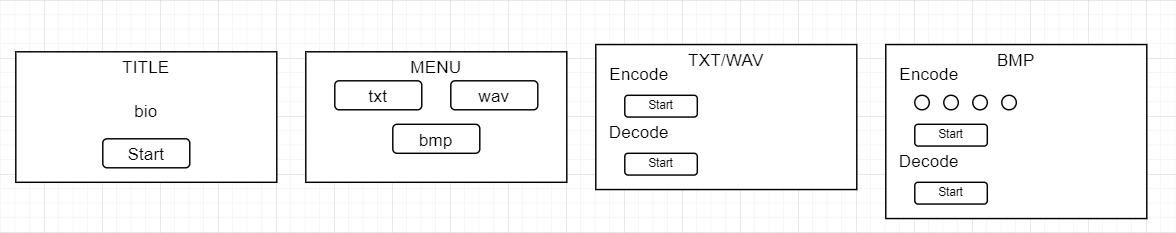 TITLE
bio
Start
MENU
txt wav
bmp
TXT/WAV
Encode
Start
Decode
Start
BMP
Encode
Start
Decode
Start